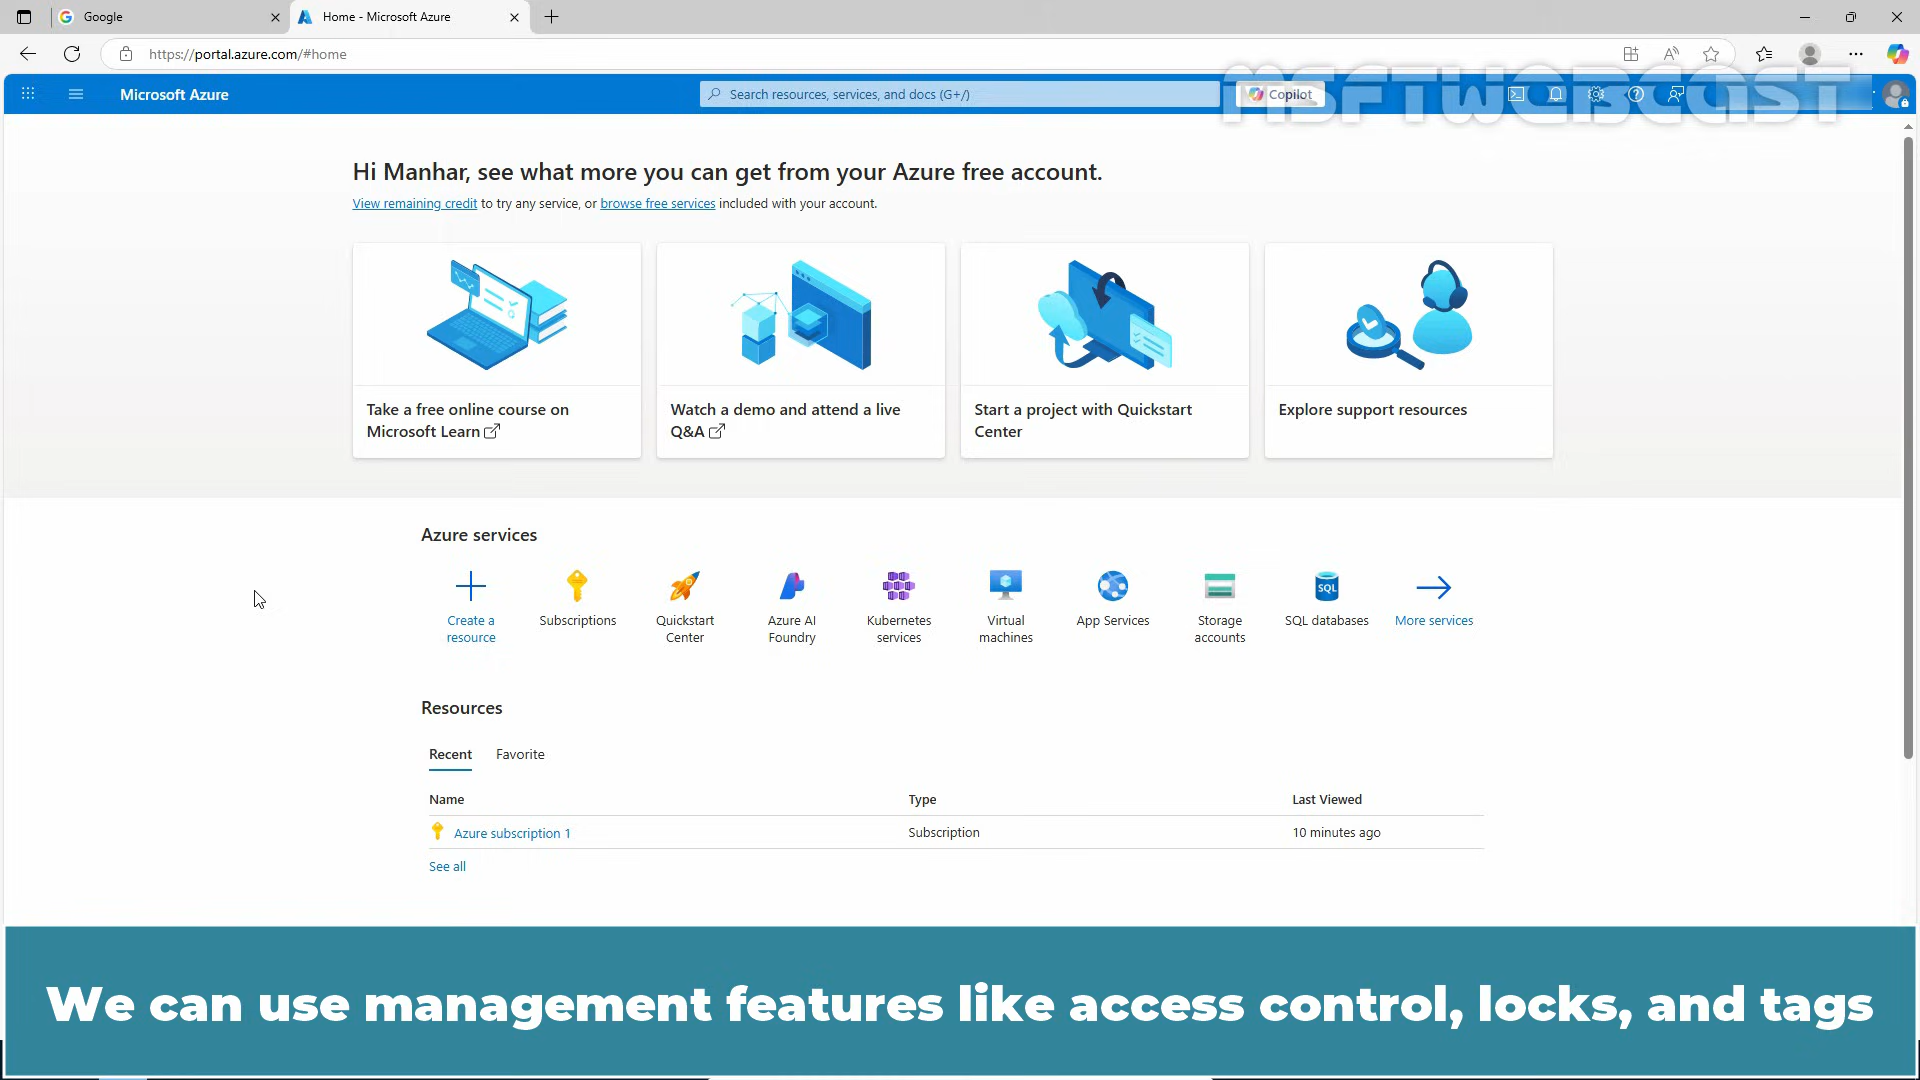 Google
Home - Microsoft Azure
https://portal.azure.com/#home
MSFTWEBCAST
Microsoft Azure
Search resources, services, and docs (G+/)
Copilot
Hi Manhar, see what more you can get from your Azure free account.
View remaining credit to try any service, or browse free services included with your account.
Take a free online course on
Microsoft Learn
Watch a demo and attend a live
Q&A
Start a project with Quickstart
Center
Explore support resources
Azure services
Create a
resource
Subscriptions
Quickstart
Center
Azure AI
Foundry
Kubernetes
services
Virtual
machines
App Services
Storage
accounts
SQL
SQL databases
More services
Resources
Recent
Favorite
Name
Type
Last Viewed
Azure subscription 1
Subscription
10 minutes ago
See all
We can use management features like access control, locks, and tags